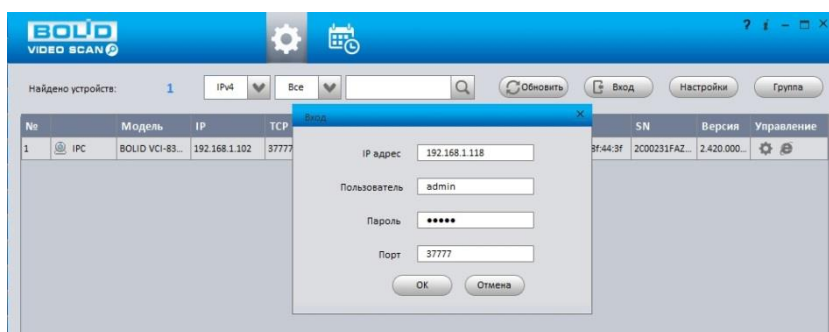 BOLID
VIDEO SCAN
? i
Найдено устройств: 1 IPv4 Все Обновить Вход Настройки Группа
№ Модель IP TCP SN Версия Управление
1 IPC BOLID VCI-83... 192.168.1.102 37777 3f:44:3f 2C00231FAZ... 2.420.000...
Вход
IP адрес 192.168.1.118
Пользователь admin
Пароль •••••
Порт 37777
ОК Отмена